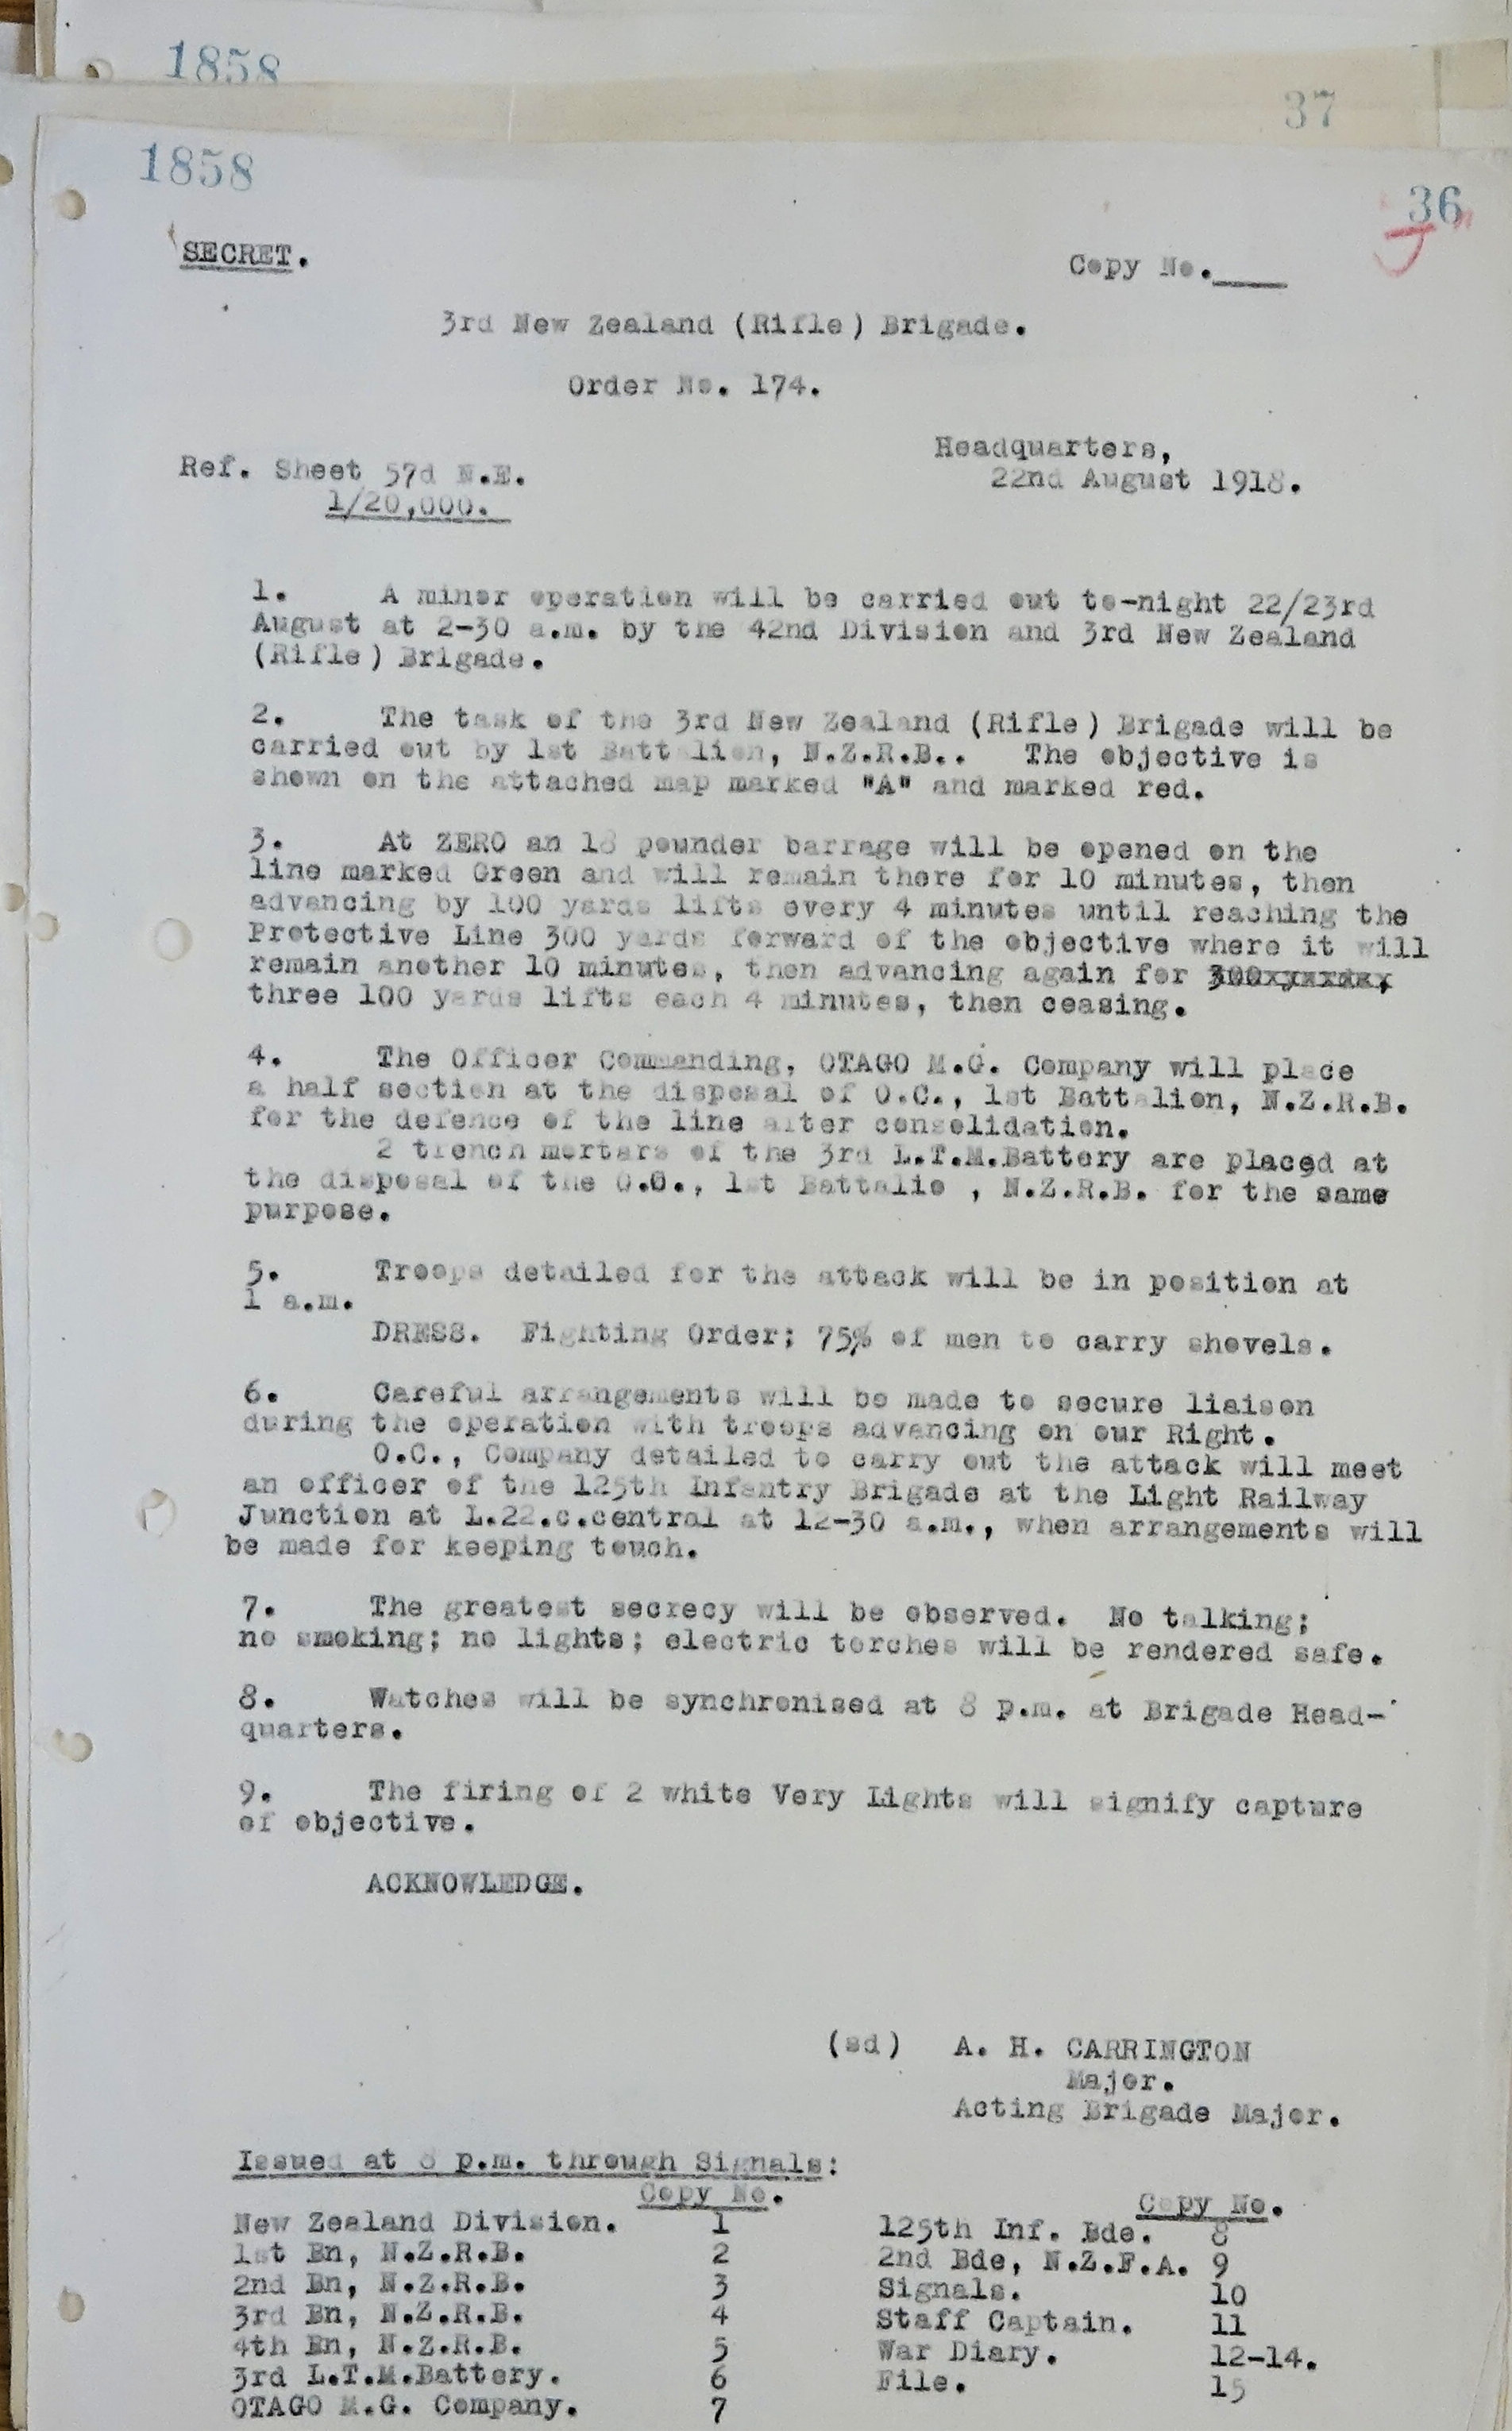 1858
37
1858
36
SECRET.
Copy No.____
3rd New Zealand (Rifle) Brigade.
Order No. 174.
Headquarters,
22nd August 1918.
Ref. Sheet 57d N.E.
1/20,000.
1. A minor operation will be carried out to-night 22/23rd
August at 2-30 a.m. by the 42nd Division and 3rd New Zealand
(Rifle) Brigade.
2. The task of the 3rd New Zealand (Rifle) Brigade will be
carried out by 1st Battalion, N.Z.R.B.. The objective is
shown on the attached map marked "A" and marked red.
3. At ZERO an 18 pounder barrage will be opened on the
line marked Green and will remain there for 10 minutes, then
advancing by 100 yards lifts every 4 minutes until reaching the
Protective Line 300 yards forward of the objective where it will
remain another 10 minutes, then advancing again for
three 100 yards lifts each 4 minutes, then ceasing.
4. The Officer Commanding, OTAGO M.G. Company will place
a half section at the disposal of O.C., 1st Battalion, N.Z.R.B.
for the defence of the line after consolidation.
2 trench mortars of the 3rd L.T.M.Battery are placed at
the disposal of the O.C., 1st Battalio , N.Z.R.B. for the same
purpose.
5. Troops detailed for the attack will be in position at
1 a.m.
DRESS. Fighting Order; 75% of men to carry shovels.
6. Careful arrangements will be made to secure liaison
during the operation with troops advancing on our Right.
O.C., Company detailed to carry out the attack will meet
an officer of the 125th Infantry Brigade at the Light Railway
Junction at L.22.c.central at 12-30 a.m., when arrangements will
be made for keeping touch.
7. The greatest secrecy will be observed. No talking;
no smoking; no lights; electric torches will be rendered safe.
8. Watches will be synchronised at 8 p.m. at Brigade Head-
quarters.
9. The firing of 2 white Very Lights will signify capture
of objective.
ACKNOWLEDGE.
(sd) A. H. CARRINGTON
Major.
Acting Brigade Major.
Issued at 8 p.m. through Signals:
Copy No. Copy No.
New Zealand Division. 1 125th Inf. Bde. 8
1st Bn, N.Z.R.B. 2 2nd Bde, N.Z.F.A. 9
2nd Bn, N.Z.R.B. 3 Signals. 10
3rd Bn, N.Z.R.B. 4 Staff Captain. 11
4th Bn, N.Z.R.B. 5 War Diary. 12-14.
3rd L.T.M.Battery. 6 File. 15
OTAGO M.G. Company. 7